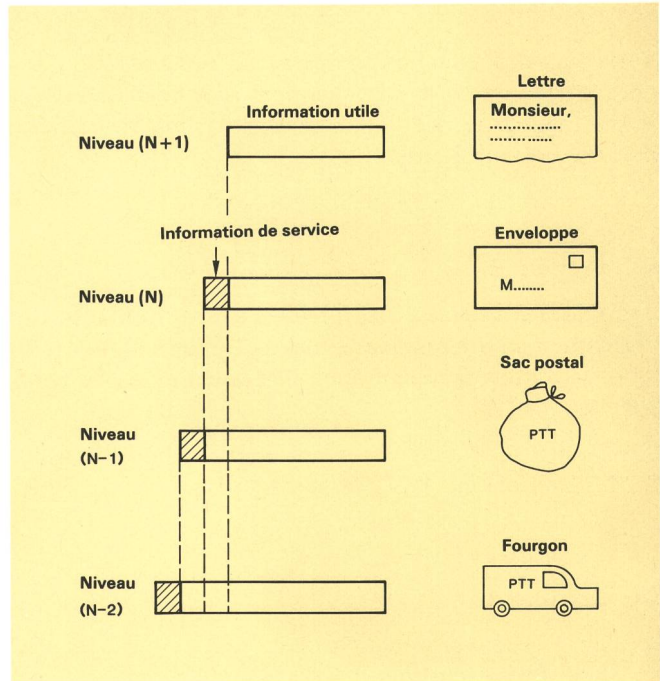 Lettre
Information utile
Monsieur,
Niveau (N+1)
Information de service
Enveloppe
Niveau (N)
M........
Sac postal
Niveau
(N-1)
PTT
Fourgon
Niveau
(N-2)
PTT